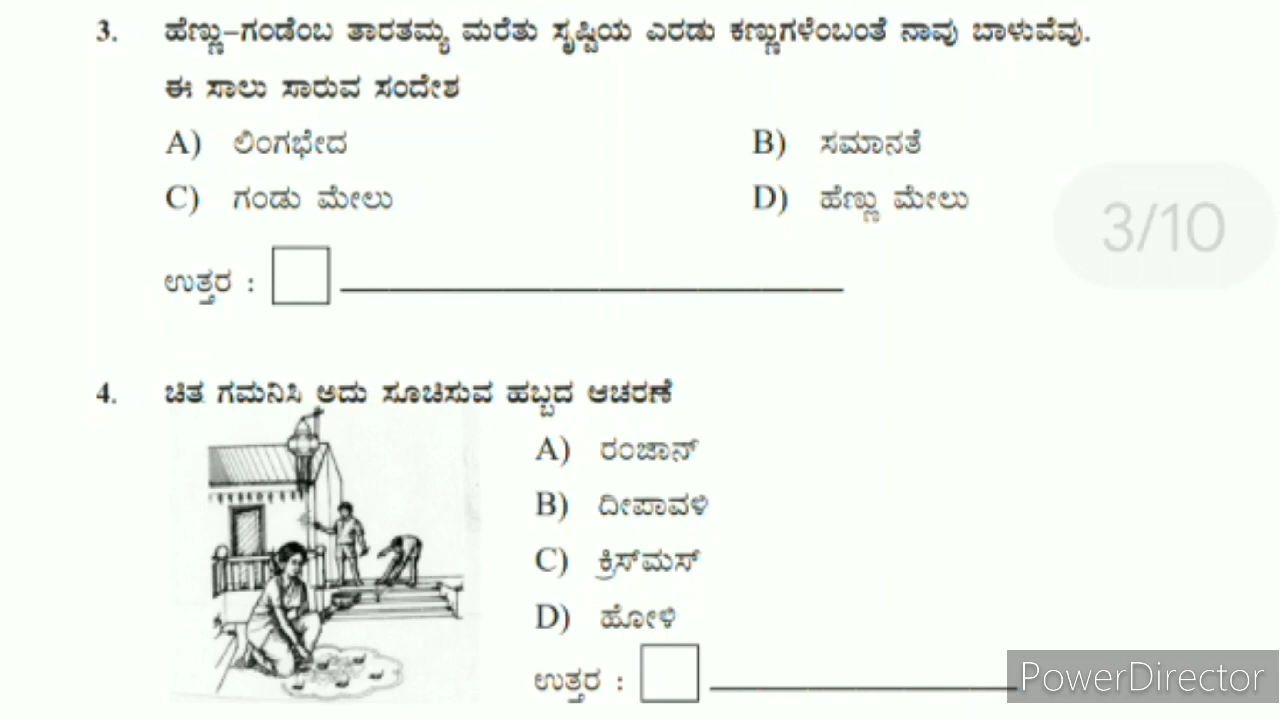 3. ಹೆಣ್ಣು–ಗಂಡೆಂಬ ತಾರತಮ್ಯ ಮರೆತು ಸೃಷ್ಟಿಯ ಎರಡು ಕಣ್ಣುಗಳೆಂಬಂತೆ ನಾವು ಬಾಳುವೆವು.
ಈ ಸಾಲು ಸಾರುವ ಸಂದೇಶ
A) ಲಿಂಗಭೇದ B) ಸಮಾನತೆ
C) ಗಂಡು ಮೇಲು D) ಹೆಣ್ಣು ಮೇಲು
3/10
ಉತ್ತರ :
4. ಚಿತ ಗಮನಿಸಿ ಅದು ಸೂಚಿಸುವ ಹಬ್ಬದ ಆಚರಣೆ
A) ರಂಜಾನ್
B) ದೀಪಾವಳಿ
C) ಕ್ರಿಸ್‌ಮಸ್
D) ಹೋಳಿ
ಉತ್ತರ :
PowerDirector